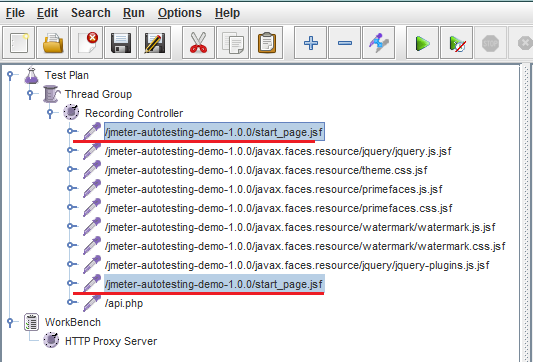 File Edit Search Run Options Help
Test Plan
Thread Group
Recording Controller
/jmeter-autotesting-demo-1.0.0/start_page.jsf
/jmeter-autotesting-demo-1.0.0/javax.faces.resource/jquery/jquery.js.jsf
/jmeter-autotesting-demo-1.0.0/javax.faces.resource/theme.css.jsf
/jmeter-autotesting-demo-1.0.0/javax.faces.resource/primefaces.js.jsf
/jmeter-autotesting-demo-1.0.0/javax.faces.resource/primefaces.css.jsf
/jmeter-autotesting-demo-1.0.0/javax.faces.resource/watermark/watermark.js.jsf
/jmeter-autotesting-demo-1.0.0/javax.faces.resource/watermark/watermark.css.jsf
/jmeter-autotesting-demo-1.0.0/javax.faces.resource/jquery/jquery-plugins.js.jsf
/jmeter-autotesting-demo-1.0.0/start_page.jsf
/api.php
WorkBench
HTTP Proxy Server